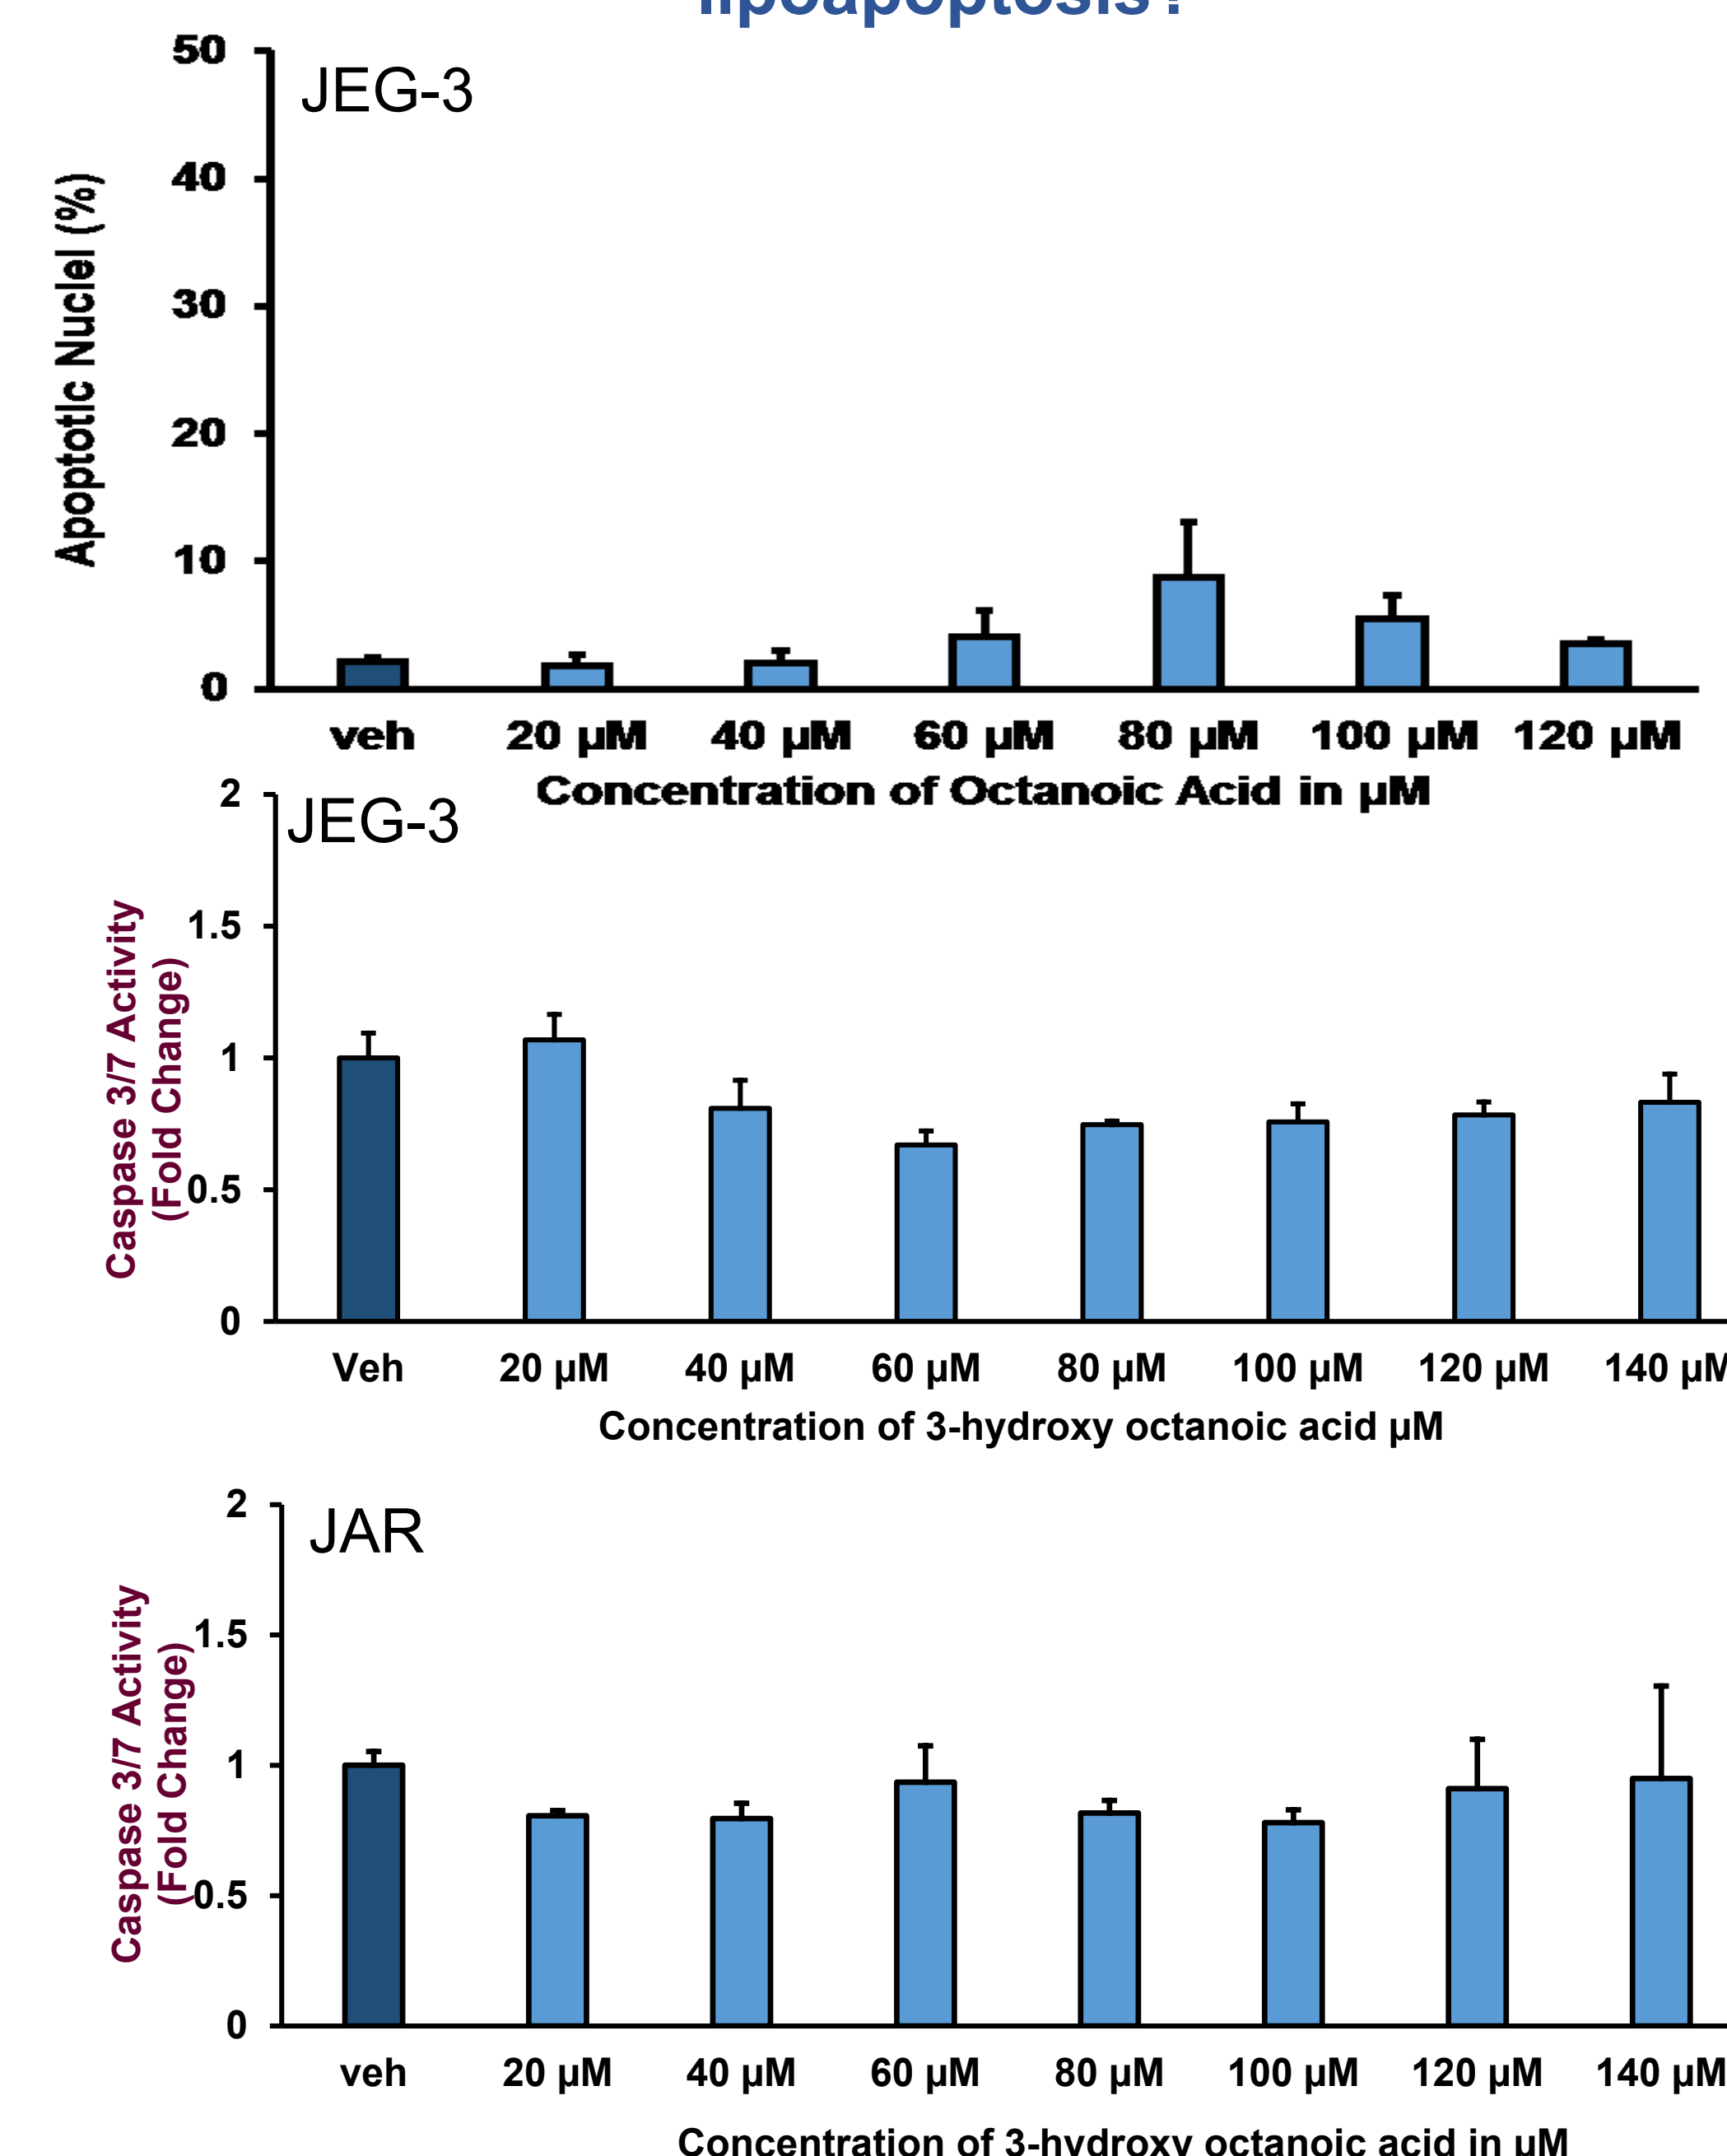 lipoapoptosis?
50
JEG-3
40
30
20
10
0
Apoptotic Nuclei (%)
veh 20 µM 40 µM 60 µM 80 µM 100 µM 120 µM
Concentration of Octanoic Acid in µM
2
JEG-3
1.5
1
0.5
0
Caspase 3/7 Activity
(Fold Change)
Veh 20 µM 40 µM 60 µM 80 µM 100 µM 120 µM 140 µM
Concentration of 3-hydroxy octanoic acid µM
2
JAR
1.5
1
0.5
0
Caspase 3/7 Activity
(Fold Change)
veh 20 µM 40 µM 60 µM 80 µM 100 µM 120 µM 140 µM
Concentration of 3-hydroxy octanoic acid in µM